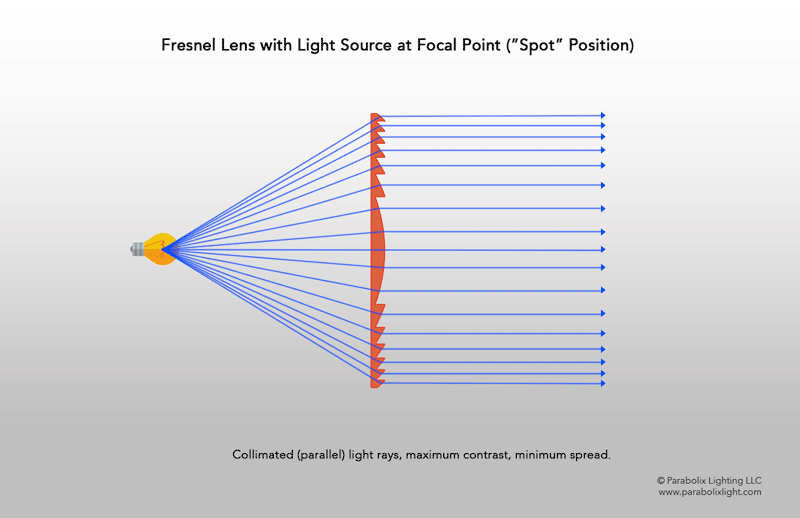 Fresnel Lens with Light Source at Focal Point (”Spot” Position)
Collimated (parallel) light rays, maximum contrast, minimum spread.
© Parabolix Lighting LLC
www.parabolixlight.com